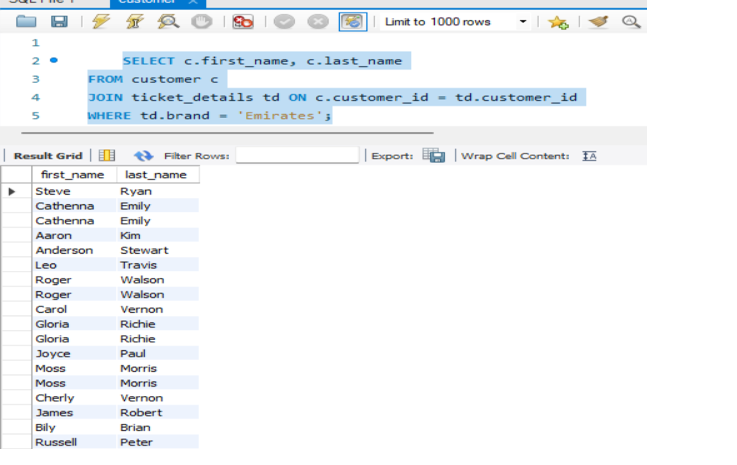 SQL File 1 customer
Limit to 1000 rows
1
2 SELECT c.first_name, c.last_name
3 FROM customer c
4 JOIN ticket_details td ON c.customer_id = td.customer_id
5 WHERE td.brand = 'Emirates';
Result Grid Filter Rows: Export: Wrap Cell Content: IA
first_name last_name
Steve Ryan
Cathenna Emily
Cathenna Emily
Aaron Kim
Anderson Stewart
Leo Travis
Roger Walson
Roger Walson
Carol Vernon
Gloria Richie
Gloria Richie
Joyce Paul
Moss Morris
Moss Morris
Cherly Vernon
James Robert
Bily Brian
Russell Peter